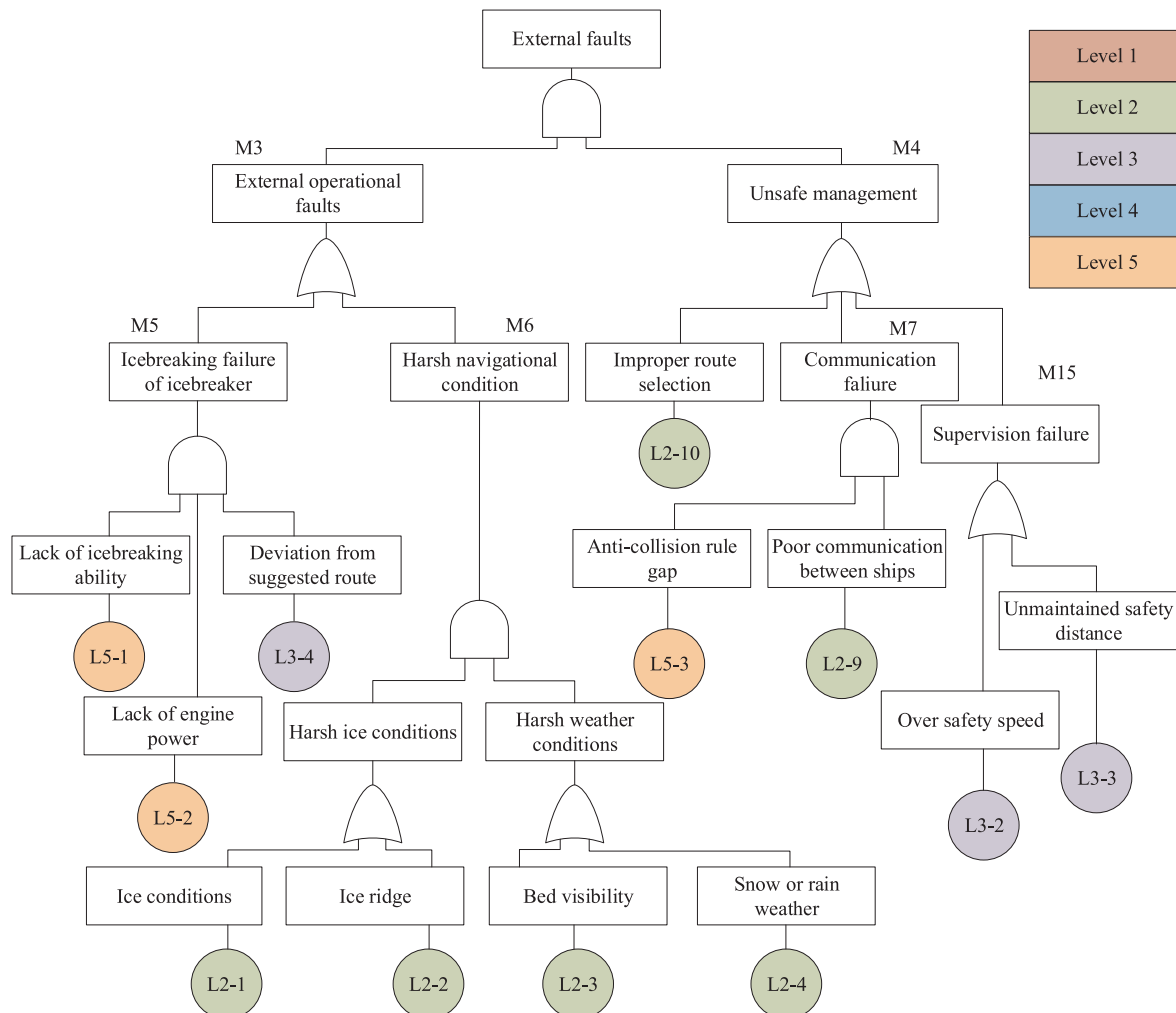 External faults
Level 1
Level 2
Level 3
Level 4
Level 5
M3
M4
External operational
faults
Unsafe management
M5
M6
M7
M15
Icebreaking failure
of icebreaker
Harsh navigational
condition
Improper route
selection
Communication
faliure
Supervision failure
L2-10
Lack of icebreaking
ability
Deviation from
suggested route
Anti-collision rule
gap
Poor communication
between ships
Unmaintained safety
distance
L5-1
L3-4
L5-3
L2-9
Lack of engine
power
Harsh ice conditions
Harsh weather
conditions
Over safety speed
L5-2
L3-2
L3-3
Ice conditions
Ice ridge
Bed visibility
Snow or rain
weather
L2-1
L2-2
L2-3
L2-4